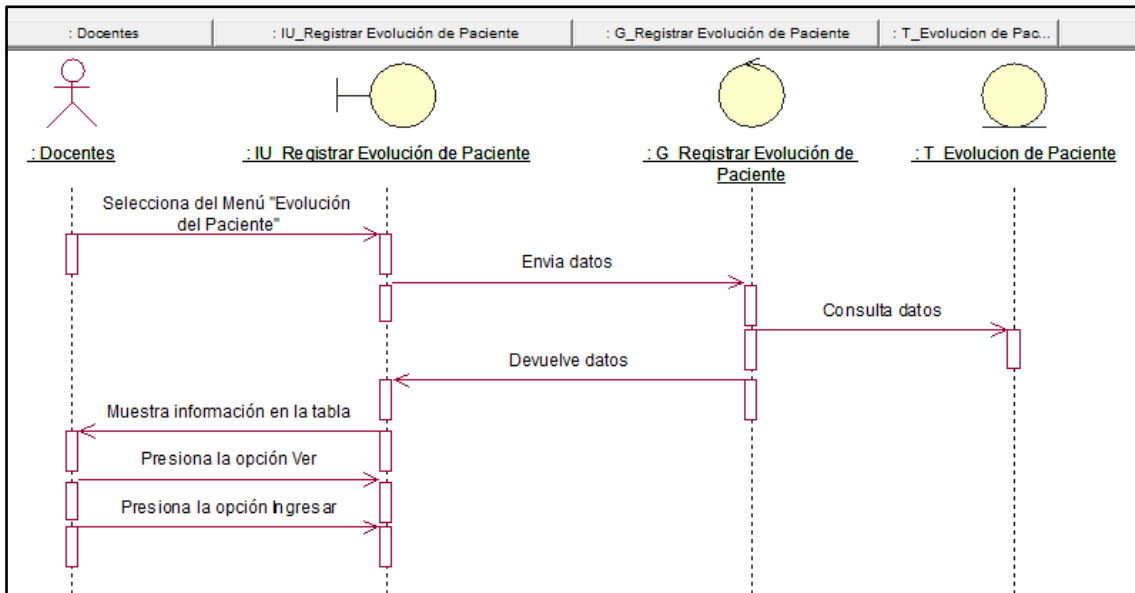 : Docentes
: IU_Registrar Evolución de Paciente
: G_Registrar Evolución de Paciente
: T_Evolucion de Pac...
: Docentes
: IU_Registrar Evolución de Paciente
: G_Registrar Evolución de
Paciente
: T_Evolucion de Paciente
Selecciona del Menú "Evolución
del Paciente"
Envia datos
Consulta datos
Devuelve datos
Muestra información en la tabla
Presiona la opción Ver
Presiona la opción Ingresar